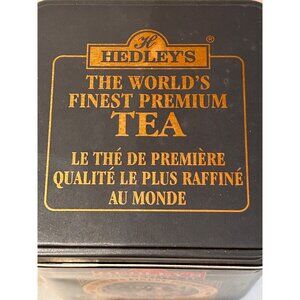 H
HEDLEY'S®
THE WORLD'S
FINEST PREMIUM
TEA
LE THÉ DE PREMIÈRE
QUALITÉ LE PLUS RAFFINÉ
AU MONDE